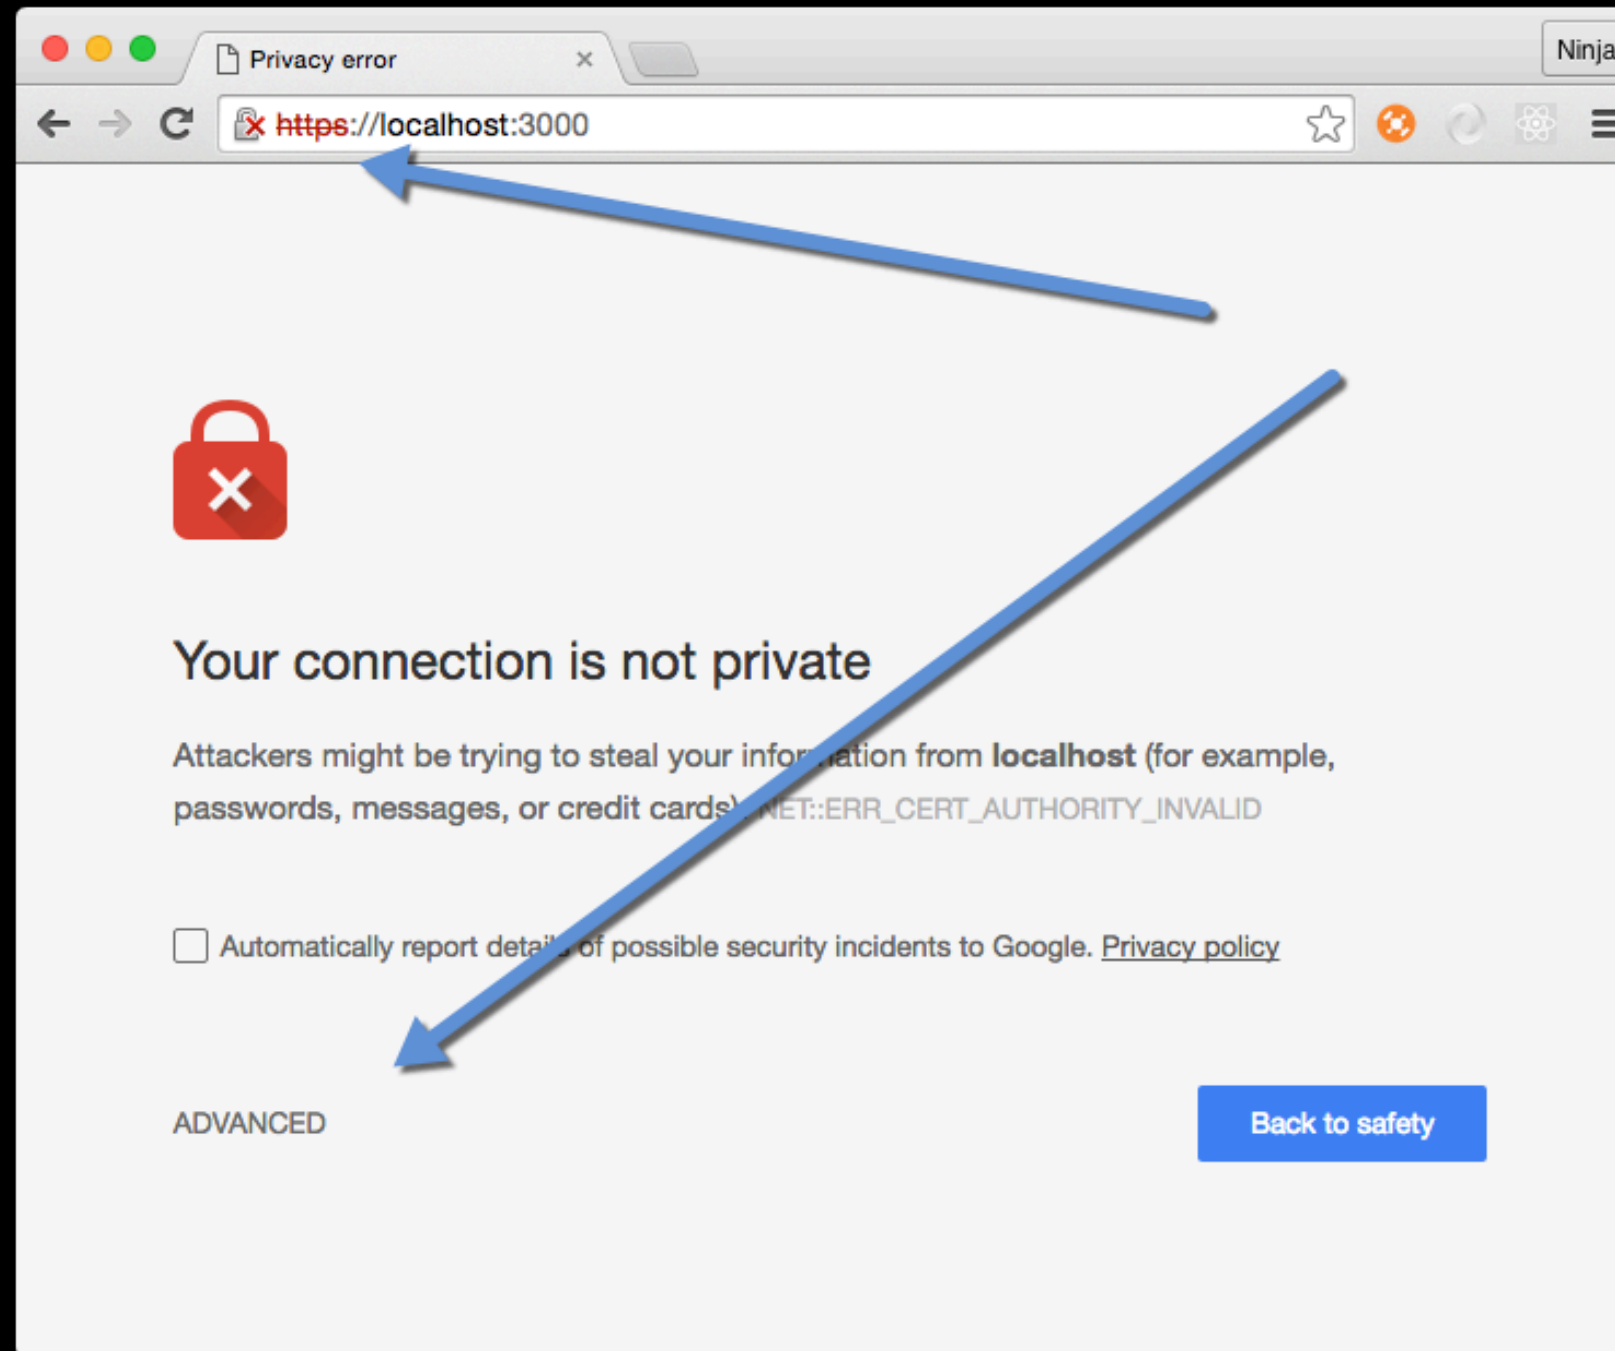 Privacy error
Ninja
https://localhost:3000
Your connection is not private
Attackers might be trying to steal your information from localhost (for example,
passwords, messages, or credit cards). NET::ERR_CERT_AUTHORITY_INVALID
Automatically report details of possible security incidents to Google. Privacy policy
ADVANCED
Back to safety